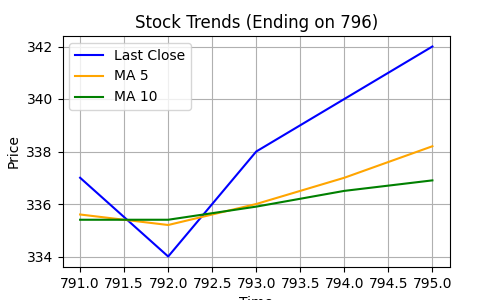 Stock Trends (Ending on 796)
Last Close
MA 5
MA 10
Price
342
340
338
336
334
791.0 791.5 792.0 792.5 793.0 793.5 794.0 794.5 795.0
Time